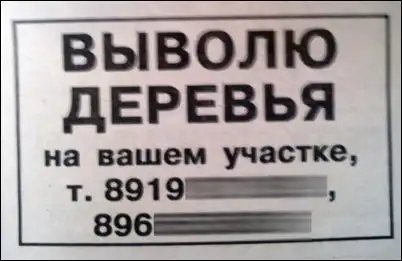 ВЫВОЛЮ
ДЕРЕВЬЯ
на вашем участке,
т. 8919 ,
896